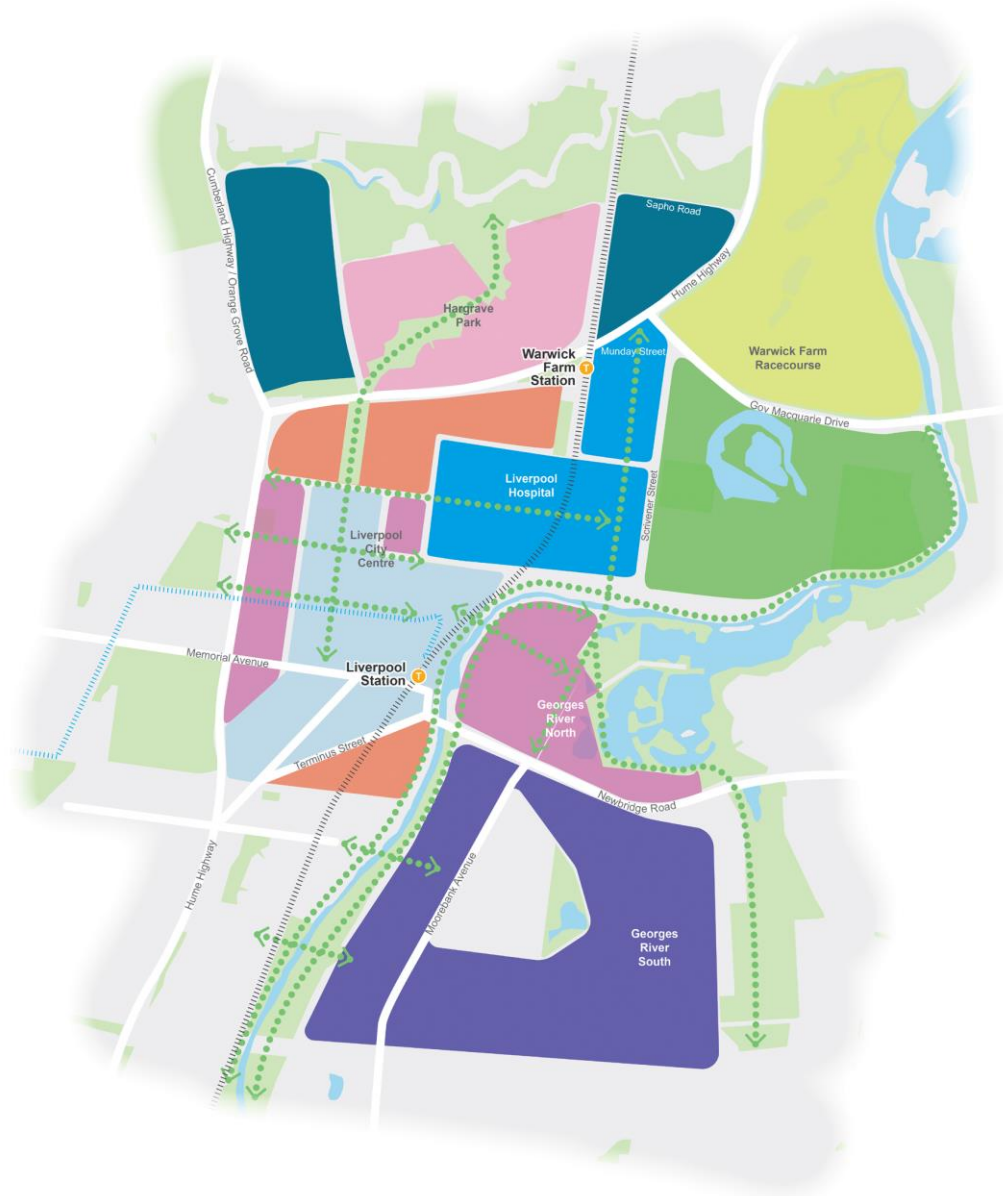 Sapho Road
Cumberland Highway / Orange Grove Road
Hume Highway
Hargrave
Park
Warwick
Farm
Station
T
Munday Street
Warwick Farm
Racecourse
Gov Macquarie Drive
Liverpool
Hospital
Scrivener Street
Liverpool
City
Centre
Memorial Avenue
Liverpool
Station
T
Georges
River
North
Terminus Street
Newbridge Road
Hume Highway
Moorebank Avenue
Georges
River
South